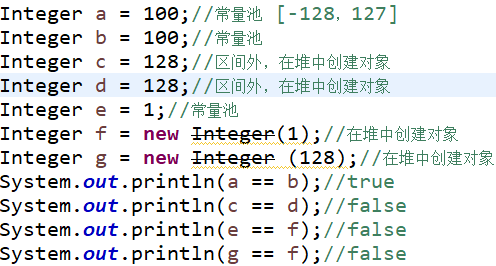 Integer a = 100;//常量池 [-128，127]
Integer b = 100;//常量池
Integer c = 128;//区间外，在堆中创建对象
Integer d = 128;//区间外，在堆中创建对象
Integer e = 1;//常量池
Integer f = new Integer(1);//在堆中创建对象
Integer g = new Integer (128);//在堆中创建对象
System.out.println(a == b);//true
System.out.println(c == d);//false
System.out.println(e == f);//false
System.out.println(g == f);//false